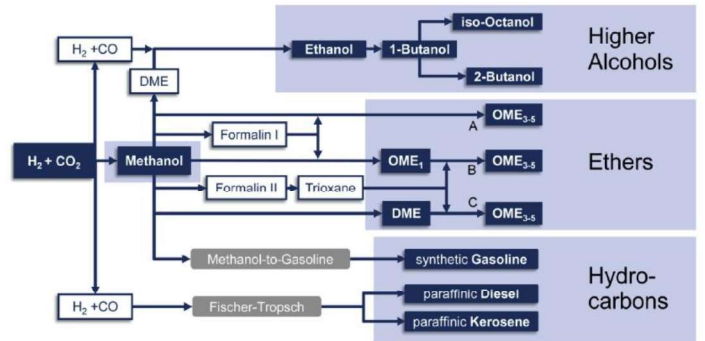 iso-Octanol
H₂ +CO
Ethanol
1-Butanol
Higher
Alcohols
DME
2-Butanol
OME₃₋₅
A
Formalin I
H₂ + CO₂
Methanol
OME₁
B
OME₃₋₅
Ethers
Formalin II
Trioxane
C
DME
OME₃₋₅
Methanol-to-Gasoline
synthetic Gasoline
Hydro-
carbons
H₂ +CO
Fischer-Tropsch
paraffinic Diesel
paraffinic Kerosene